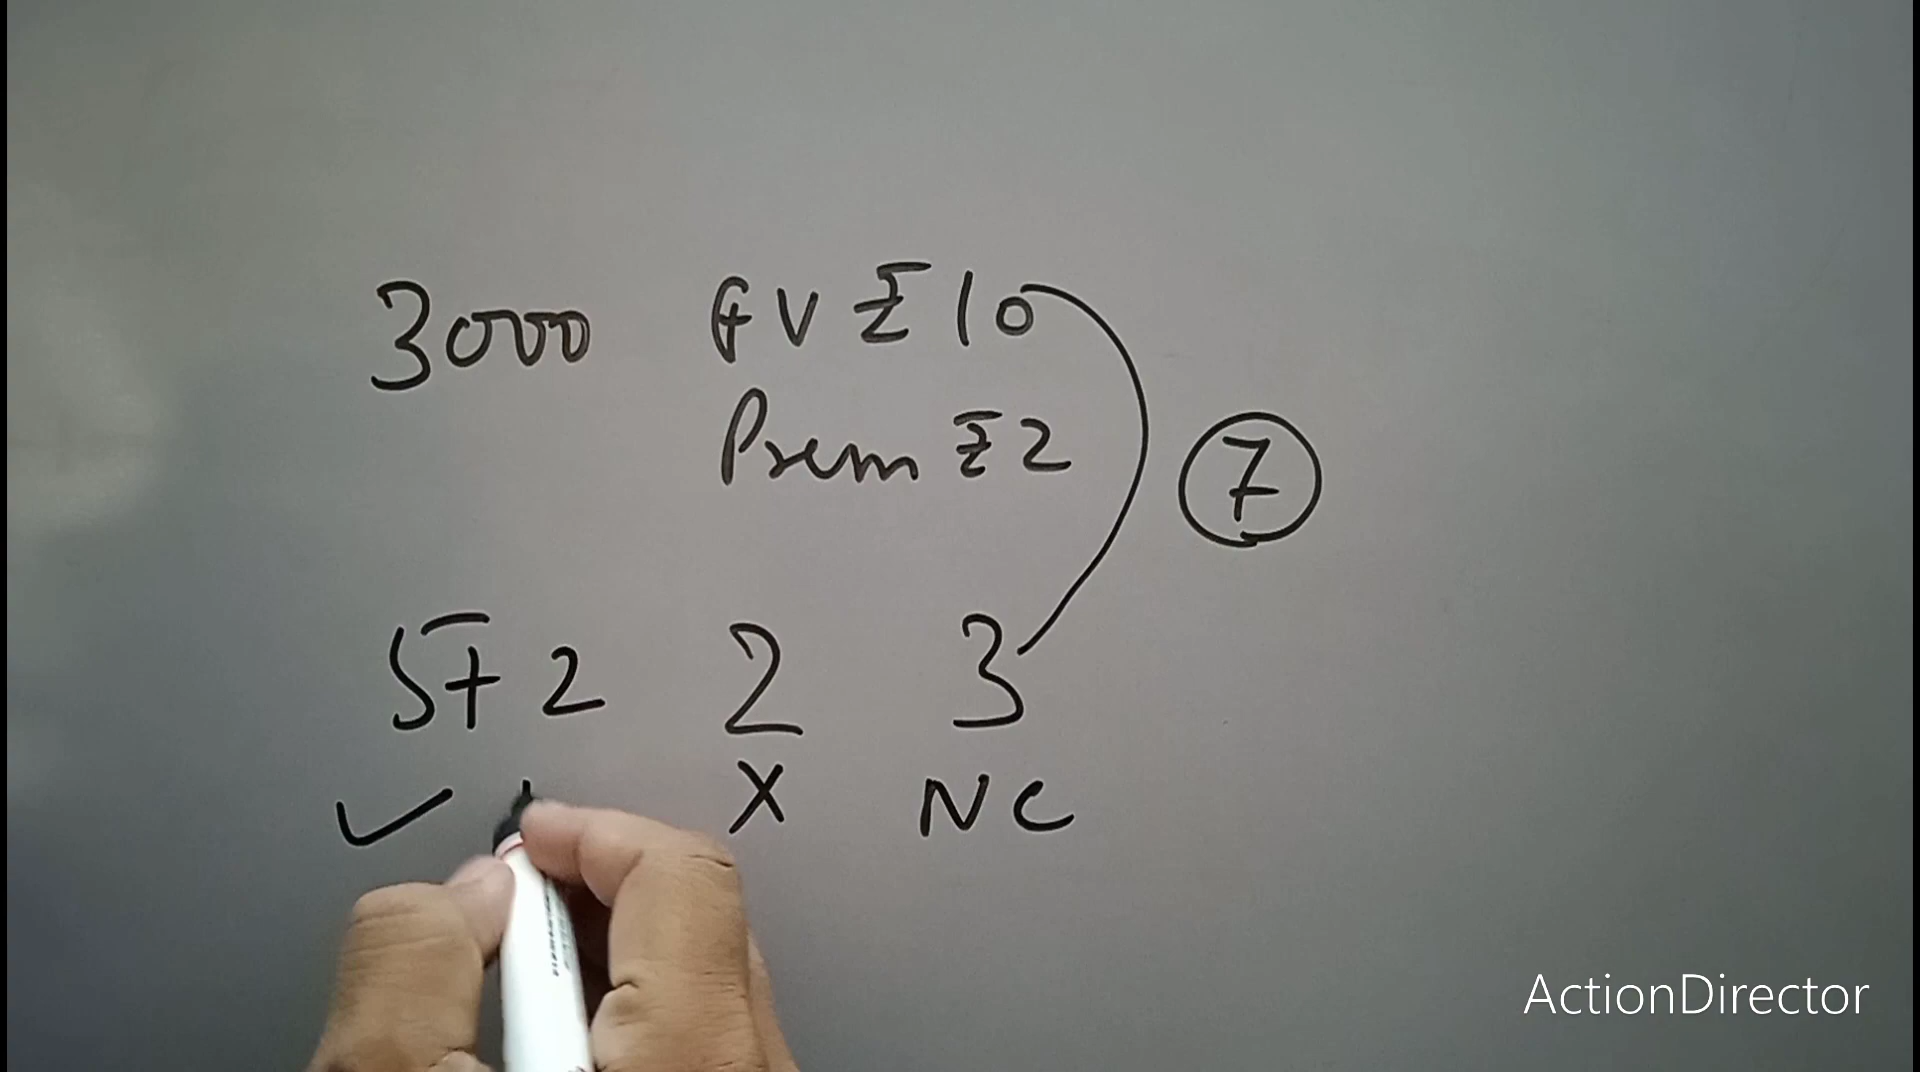 3000 FV ₹10
Prem ₹2
7
5+2 2 3
✓ X NC
ActionDirector